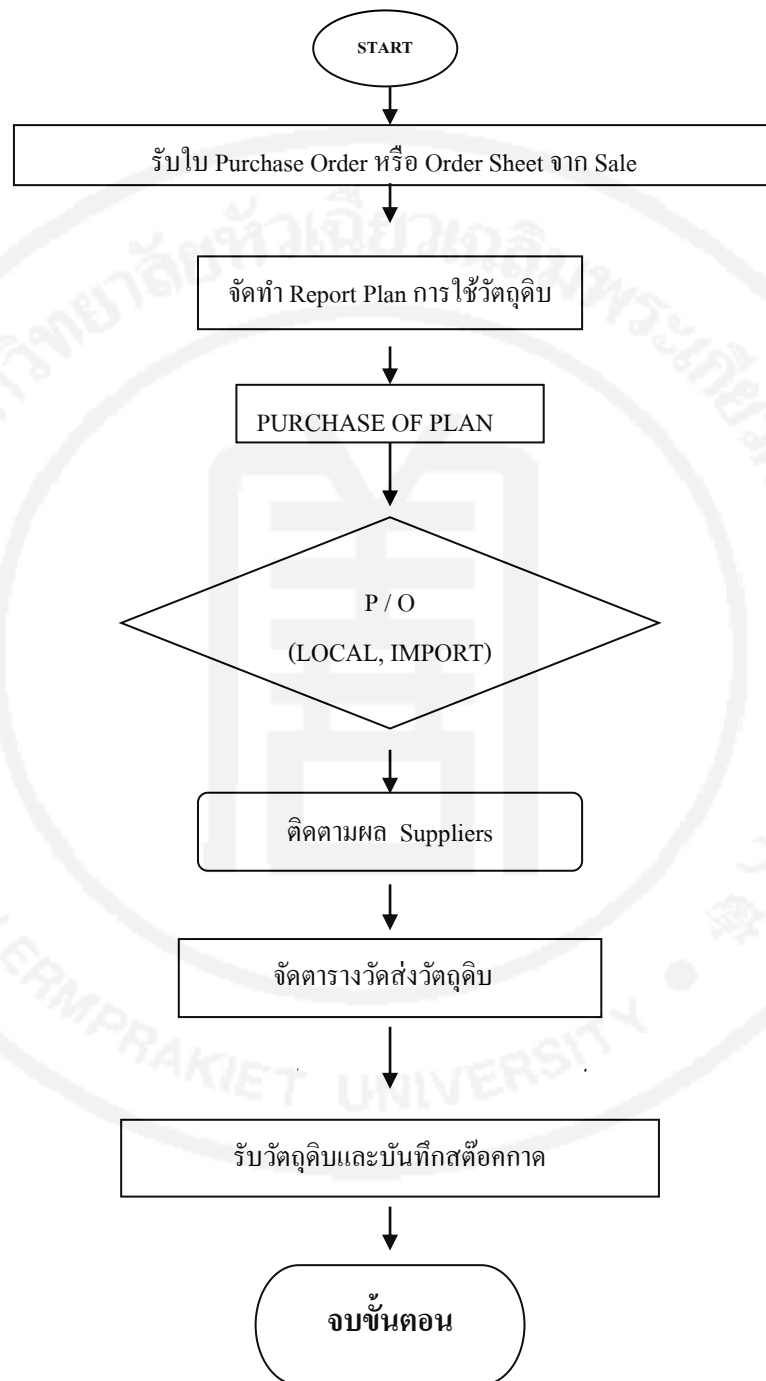 START
รับใบ Purchase Order หรือ Order Sheet จาก Sale
จัดทำ Report Plan การใช้วัตถุดิบ
PURCHASE OF PLAN
P / O
(LOCAL, IMPORT)
ติดตามผล Suppliers
จัดตารางวัดส่งวัตถุดิบ
รับวัตถุดิบและบันทึกสต๊อคกาด
จบขั้นตอน